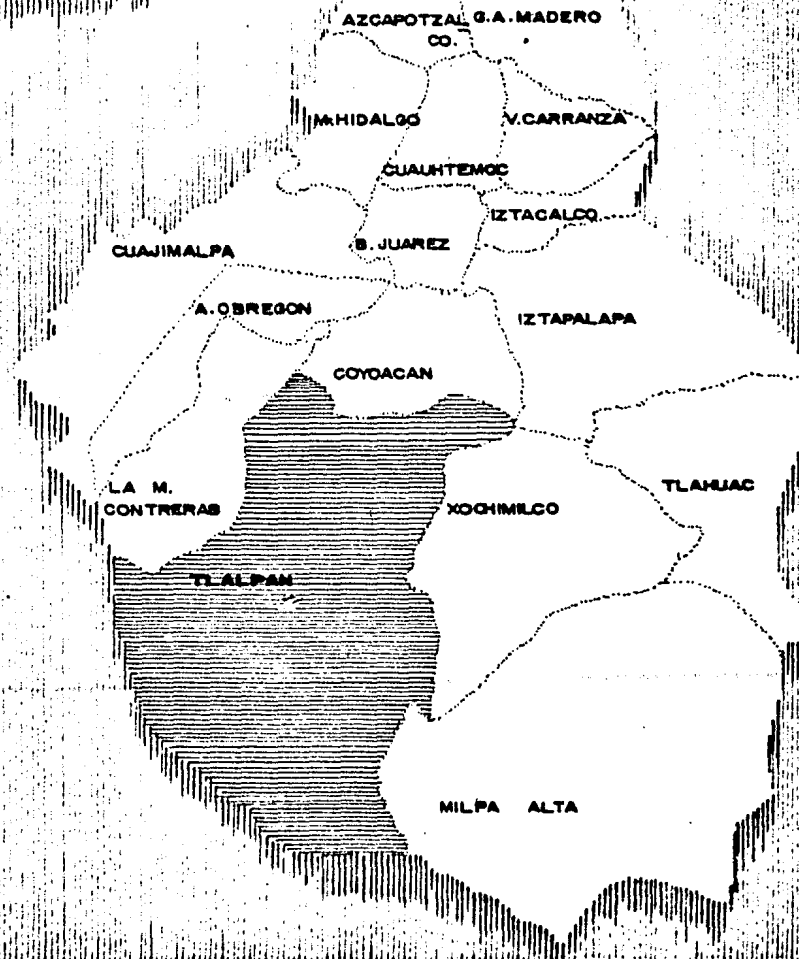 AZCAPOTZAL
CO.
G.A. MADERO
M. HIDALGO
V. CARRANZA
CUAUHTEMOC
IZTACALCO
B. JUAREZ
CUAJIMALPA
A. OBREGON
IZTAPALAPA
COYOACAN
LA M.
CONTRERAS
TLAHUAC
XOCHIMILCO
TLALPAN
MILPA ALTA